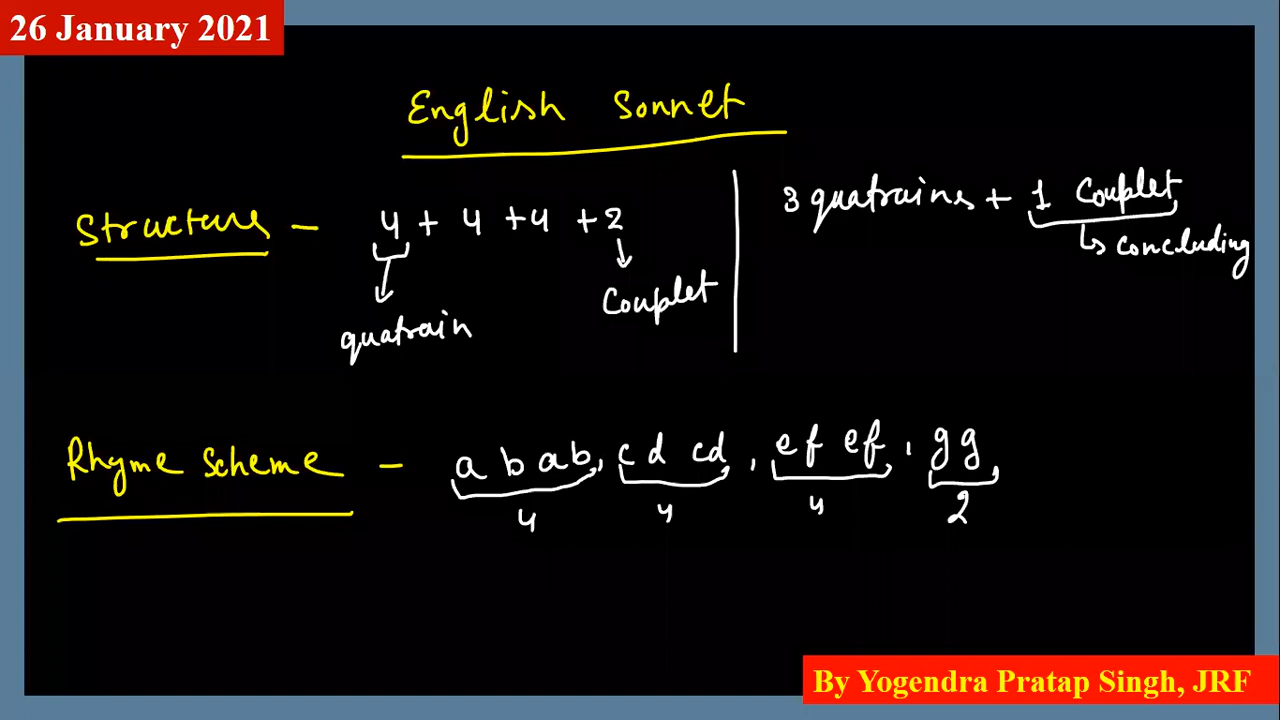 26 January 2021
English Sonnet
Structure - 4 + 4 + 4 + 2
quatrain
Couplet
3 quatrains + 1 Couplet
↳ concluding
Rhyme Scheme - a b a b, c d c d, e f e f, g g
4 4 4 2
By Yogendra Pratap Singh, JRF